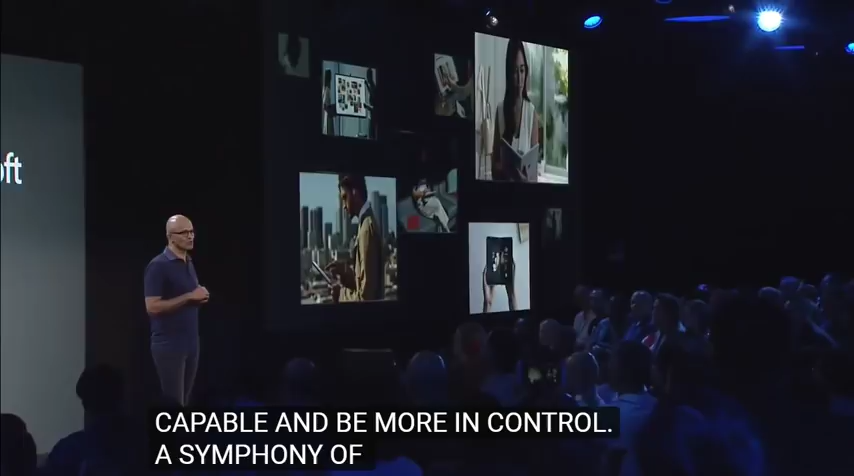 oft
CAPABLE AND BE MORE IN CONTROL.
A SYMPHONY OF